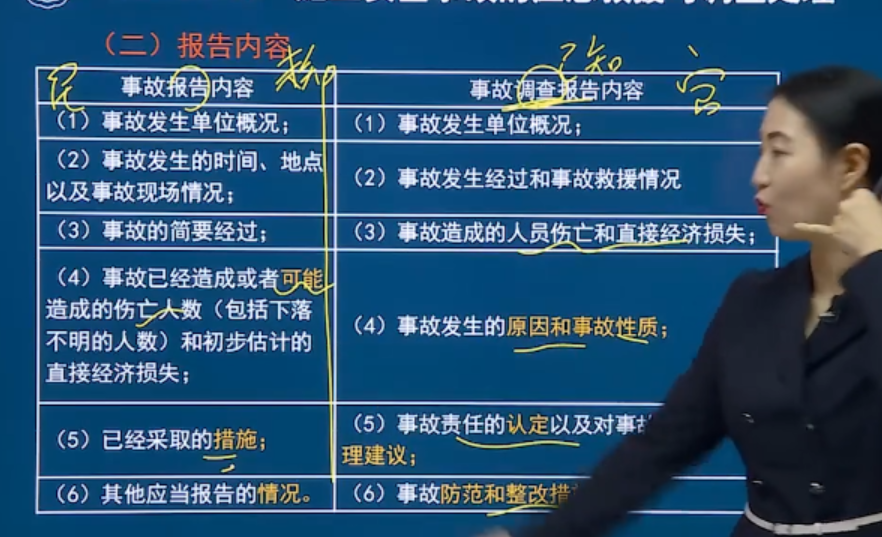 （二）报告内容
民 事故报告内容
了知 官
事故调查报告内容
（1）事故发生单位概况；
（1）事故发生单位概况；
（2）事故发生的时间、地点
以及事故现场情况；
（2）事故发生经过和事故救援情况
（3）事故的简要经过；
（3）事故造成的人员伤亡和直接经济损失；
（4）事故已经造成或者可能
造成的伤亡人数（包括下落
不明的人数）和初步估计的
直接经济损失；
（4）事故发生的原因和事故性质；
（5）已经采取的措施；
（5）事故责任的认定以及对事故
理建议；
（6）其他应当报告的情况。
（6）事故防范和整改措